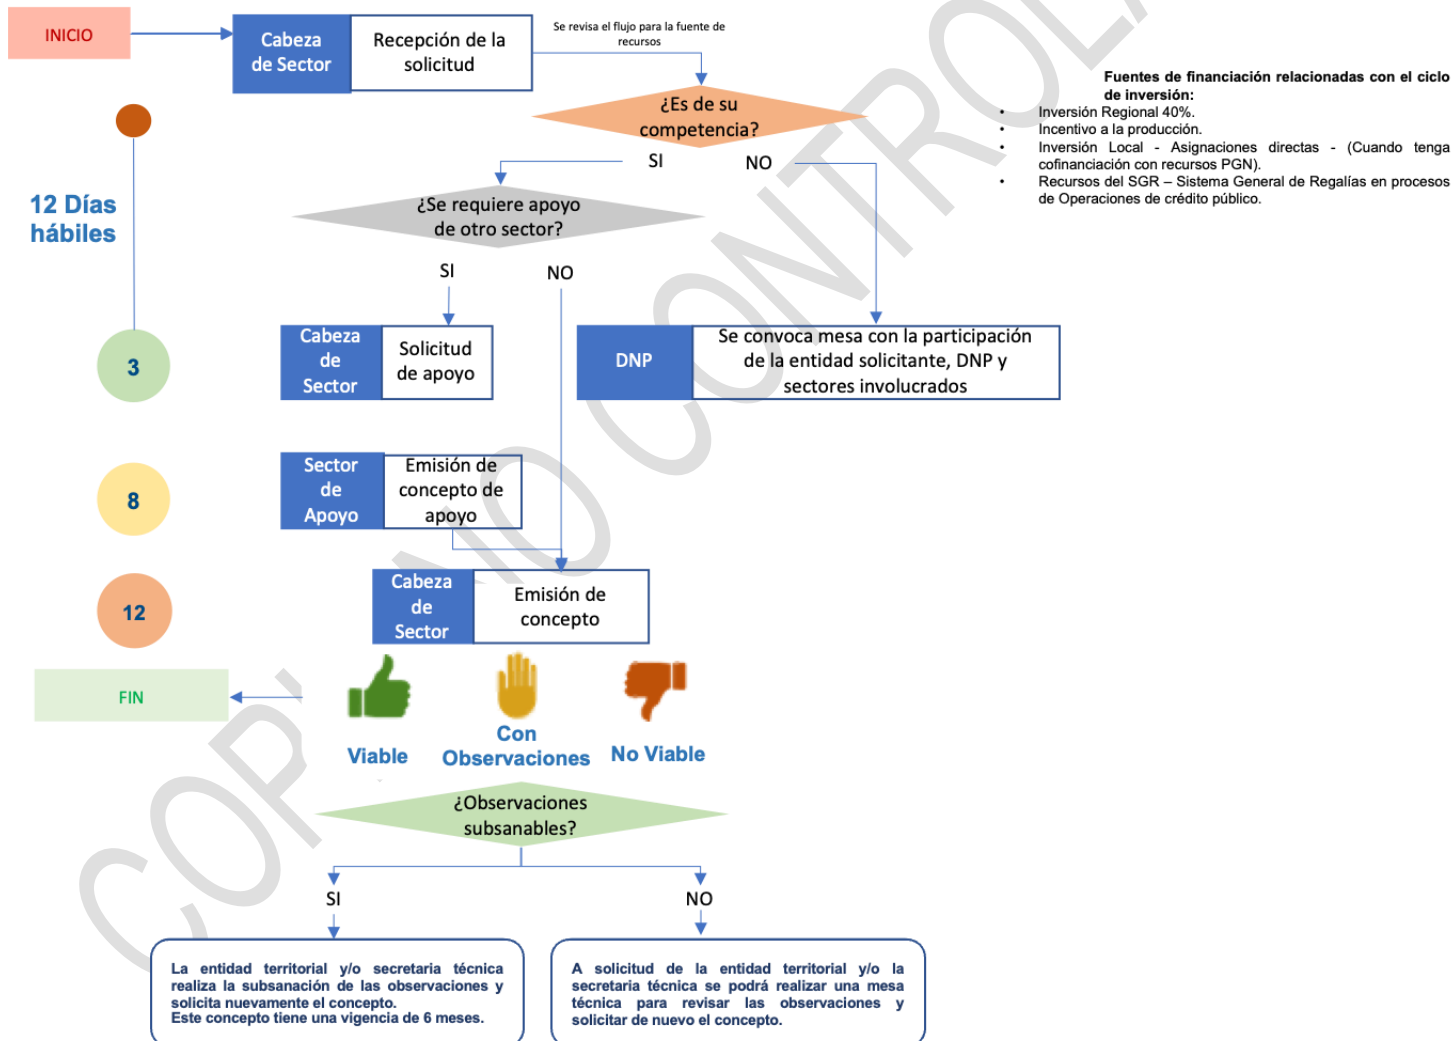 INICIO
Cabeza
de Sector
Recepción de la
solicitud
Se revisa el flujo para la fuente de
recursos
¿Es de su
competencia?
SI
NO
Fuentes de financiación relacionadas con el ciclo
de inversión:
• Inversión Regional 40%.
• Incentivo a la producción.
• Inversión Local - Asignaciones directas - (Cuando tenga
cofinanciación con recursos PGN).
• Recursos del SGR – Sistema General de Regalías en procesos
de Operaciones de crédito público.
12 Días
hábiles
¿Se requiere apoyo
de otro sector?
SI
NO
3
Cabeza
de
Sector
Solicitud
de apoyo
DNP
Se convoca mesa con la participación
de la entidad solicitante, DNP y
sectores involucrados
8
Sector
de
Apoyo
Emisión de
concepto de
apoyo
12
Cabeza
de
Sector
Emisión de
concepto
FIN
Viable
Con
Observaciones
No Viable
¿Observaciones
subsanables?
SI
NO
La entidad territorial y/o secretaria técnica
realiza la subsanación de las observaciones y
solicita nuevamente el concepto.
Este concepto tiene una vigencia de 6 meses.
A solicitud de la entidad territorial y/o la
secretaria técnica se podrá realizar una mesa
técnica para revisar las observaciones y
solicitar de nuevo el concepto.